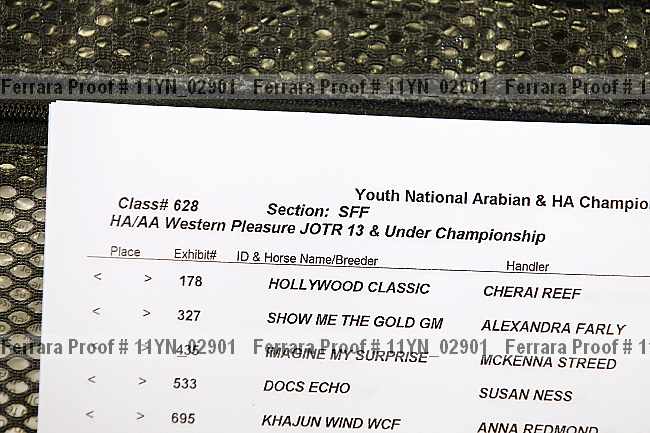 Ferrara Proof # 11YN_02901 Ferrara Proof # 11YN_02901 Ferrara Proof # 1
Youth National Arabian & HA Champio
Class# 628 Section: SFF
HA/AA Western Pleasure JOTR 13 & Under Championship
Place Exhibit# ID & Horse Name/Breeder Handler
< > 178 HOLLYWOOD CLASSIC CHERAI REEF
< > 327 SHOW ME THE GOLD GM ALEXANDRA FARLY
Ferrara Proof # 11YN_02901 Ferrara Proof # 11YN_02901 Ferrara Proof # 1
< > 435 IMAGINE MY SURPRISE MCKENNA STREED
< > 533 DOCS ECHO SUSAN NESS
< > 695 KHAJUN WIND WCF ANNA REDMOND